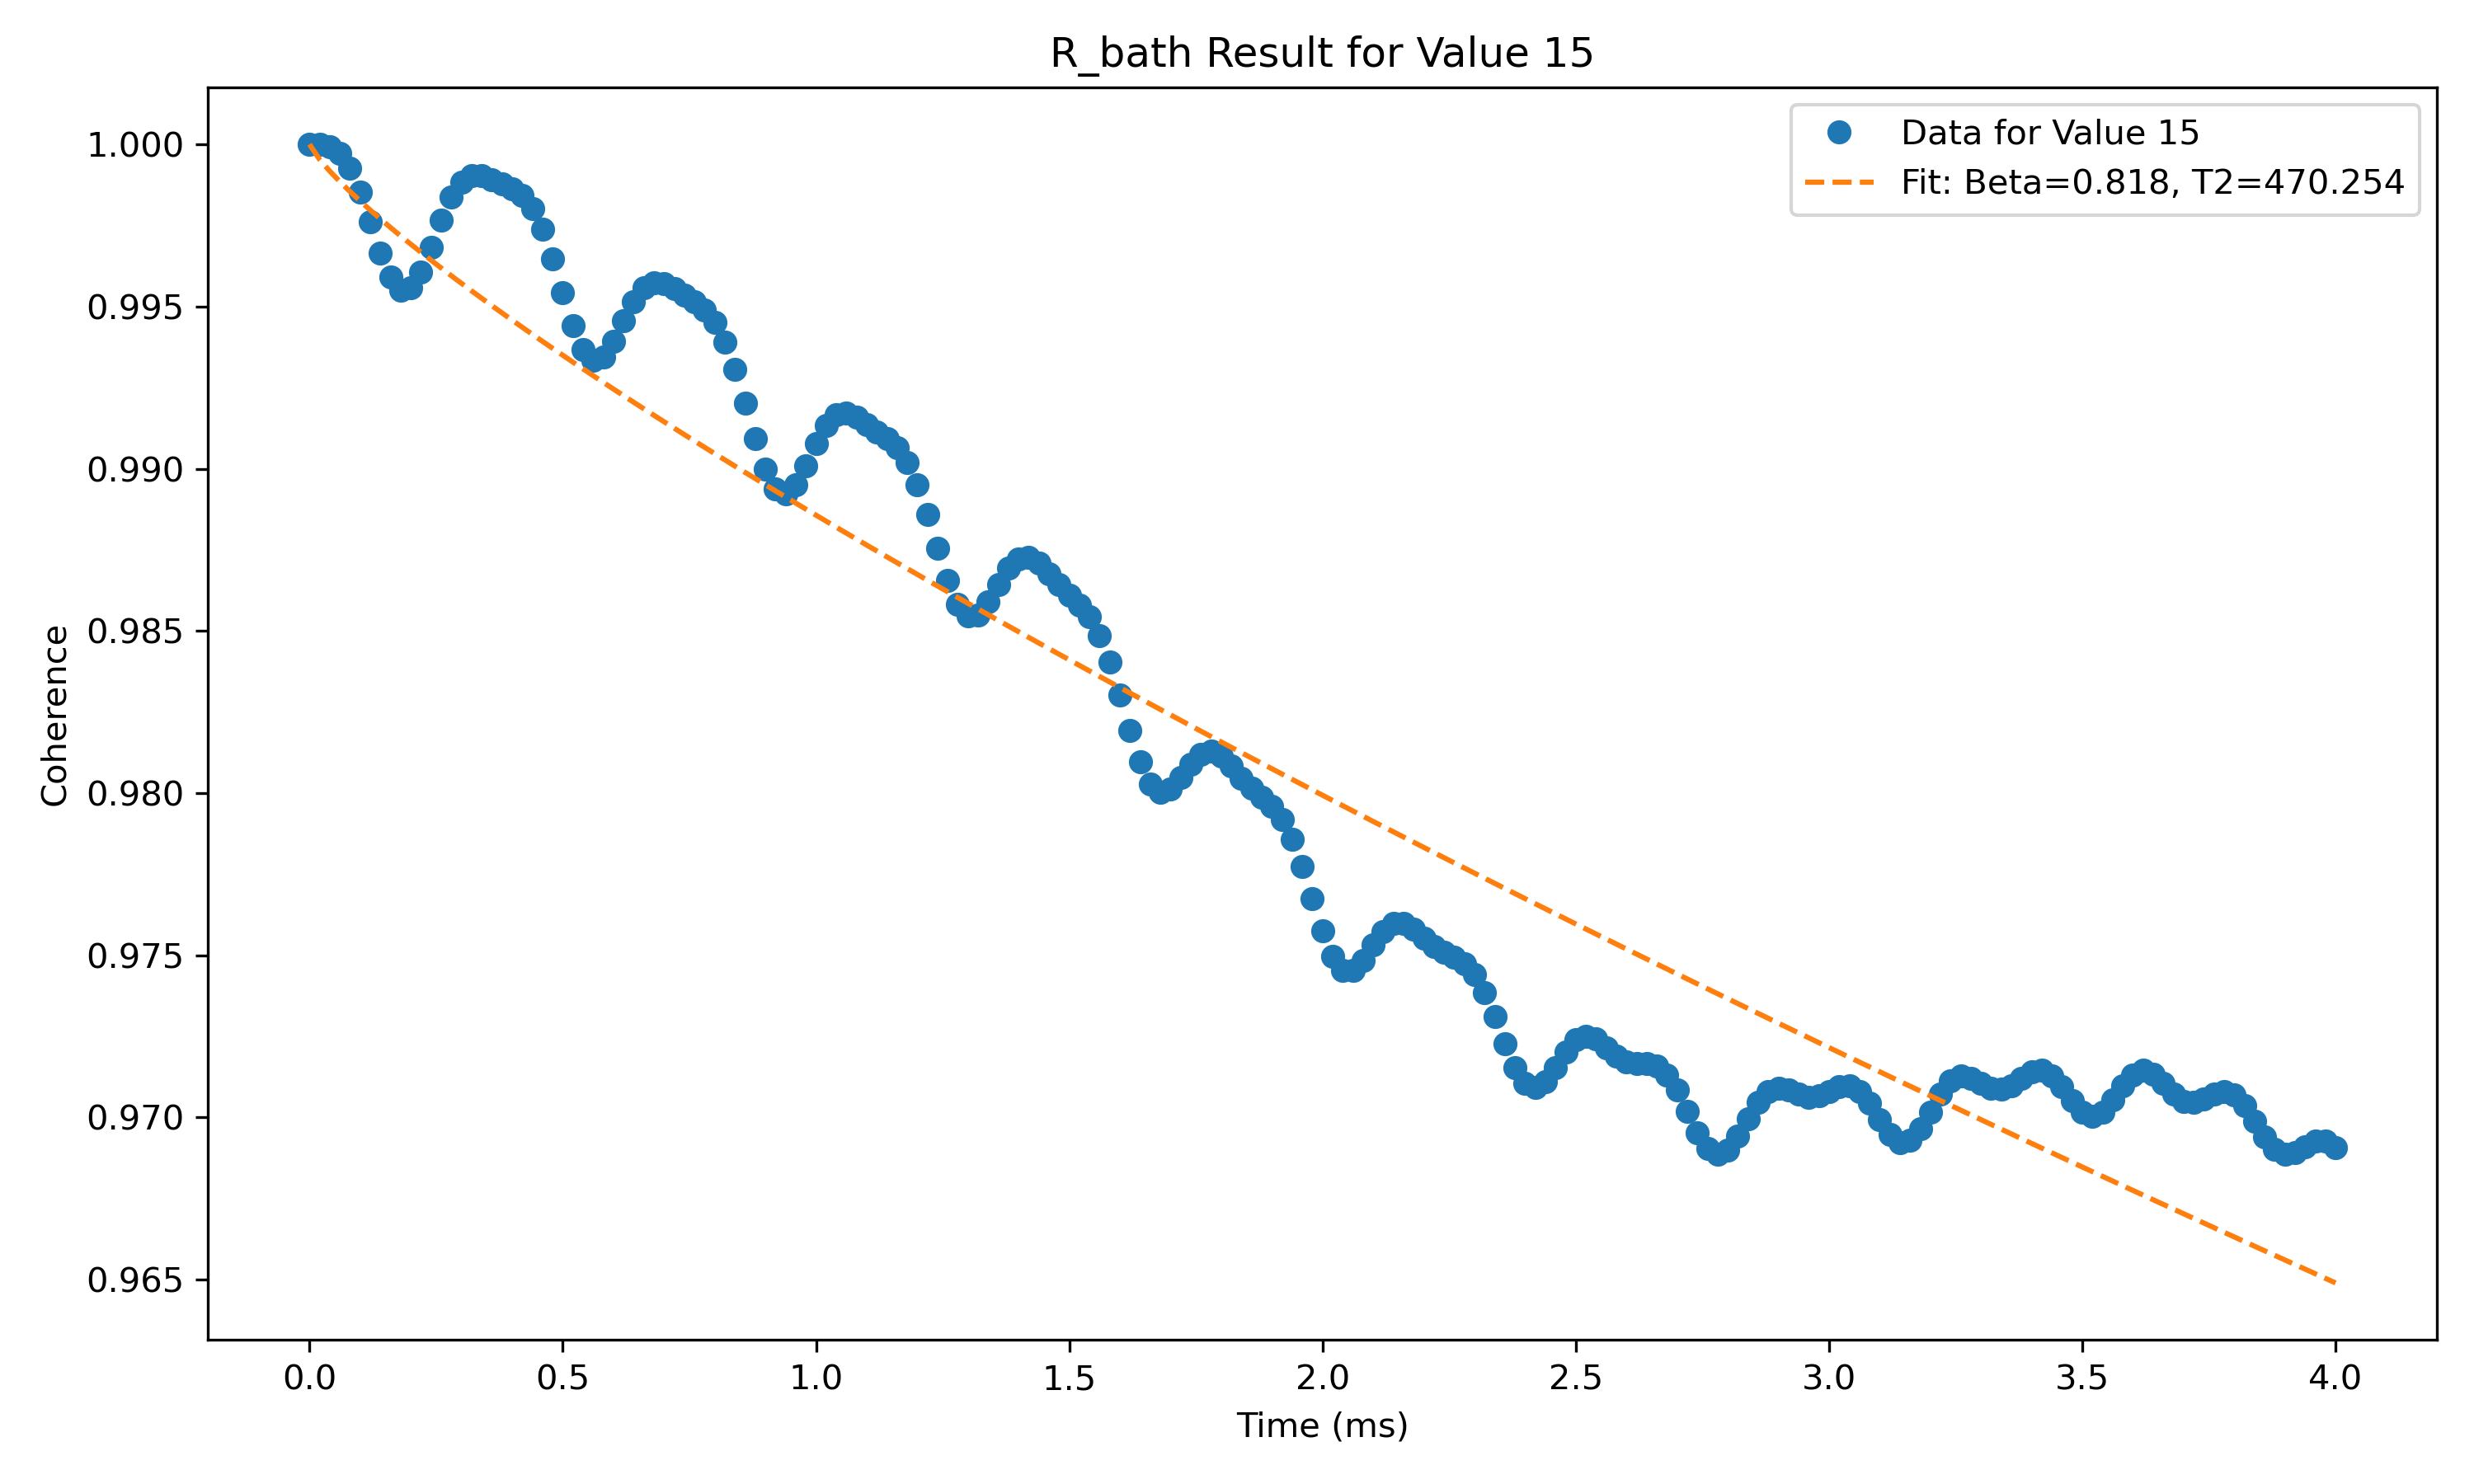 R_bath Result for Value 15
Data for Value 15
Fit: Beta=0.818, T2=470.254
Coherence
1.000
0.995
0.990
0.985
0.980
0.975
0.970
0.965
0.0 0.5 1.0 1.5 2.0 2.5 3.0 3.5 4.0
Time (ms)